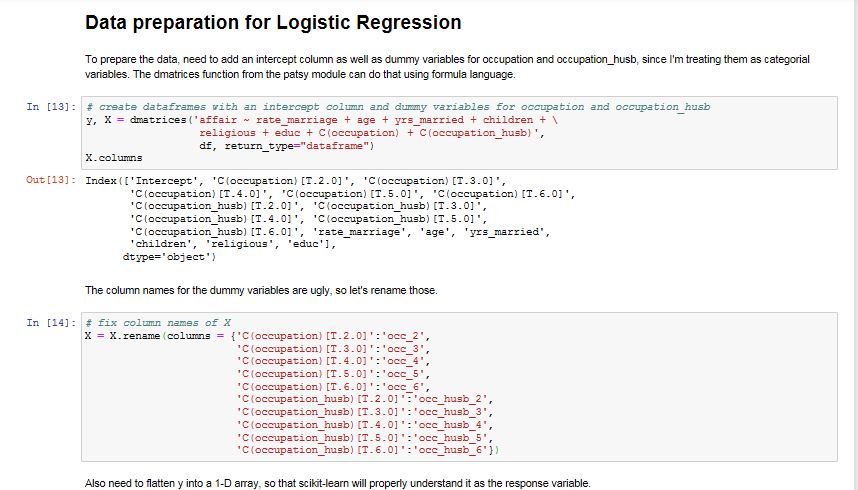 Data preparation for Logistic Regression
To prepare the data, need to add an intercept column as well as dummy variables for occupation and occupation_husb, since I'm treating them as categorial
variables. The dmatrices function from the patsy module can do that using formula language.
In [13]: # create dataframes with an intercept column and dummy variables for occupation and occupation_husb
y, X = dmatrices('affair ~ rate_marriage + age + yrs_married + children + \
religious + educ + C(occupation) + C(occupation_husb)',
df, return_type="dataframe")
X.columns
Out[13]: Index(['Intercept', 'C(occupation)[T.2.0]', 'C(occupation)[T.3.0]',
'C(occupation)[T.4.0]', 'C(occupation)[T.5.0]', 'C(occupation)[T.6.0]',
'C(occupation_husb)[T.2.0]', 'C(occupation_husb)[T.3.0]',
'C(occupation_husb)[T.4.0]', 'C(occupation_husb)[T.5.0]',
'C(occupation_husb)[T.6.0]', 'rate_marriage', 'age', 'yrs_married',
'children', 'religious', 'educ'],
dtype='object')
The column names for the dummy variables are ugly, so let's rename those.
In [14]: # fix column names of X
X = X.rename(columns = {'C(occupation)[T.2.0]':'occ_2',
'C(occupation)[T.3.0]':'occ_3',
'C(occupation)[T.4.0]':'occ_4',
'C(occupation)[T.5.0]':'occ_5',
'C(occupation)[T.6.0]':'occ_6',
'C(occupation_husb)[T.2.0]':'occ_husb_2',
'C(occupation_husb)[T.3.0]':'occ_husb_3',
'C(occupation_husb)[T.4.0]':'occ_husb_4',
'C(occupation_husb)[T.5.0]':'occ_husb_5',
'C(occupation_husb)[T.6.0]':'occ_husb_6'})
Also need to flatten y into a 1-D array, so that scikit-learn will properly understand it as the response variable.